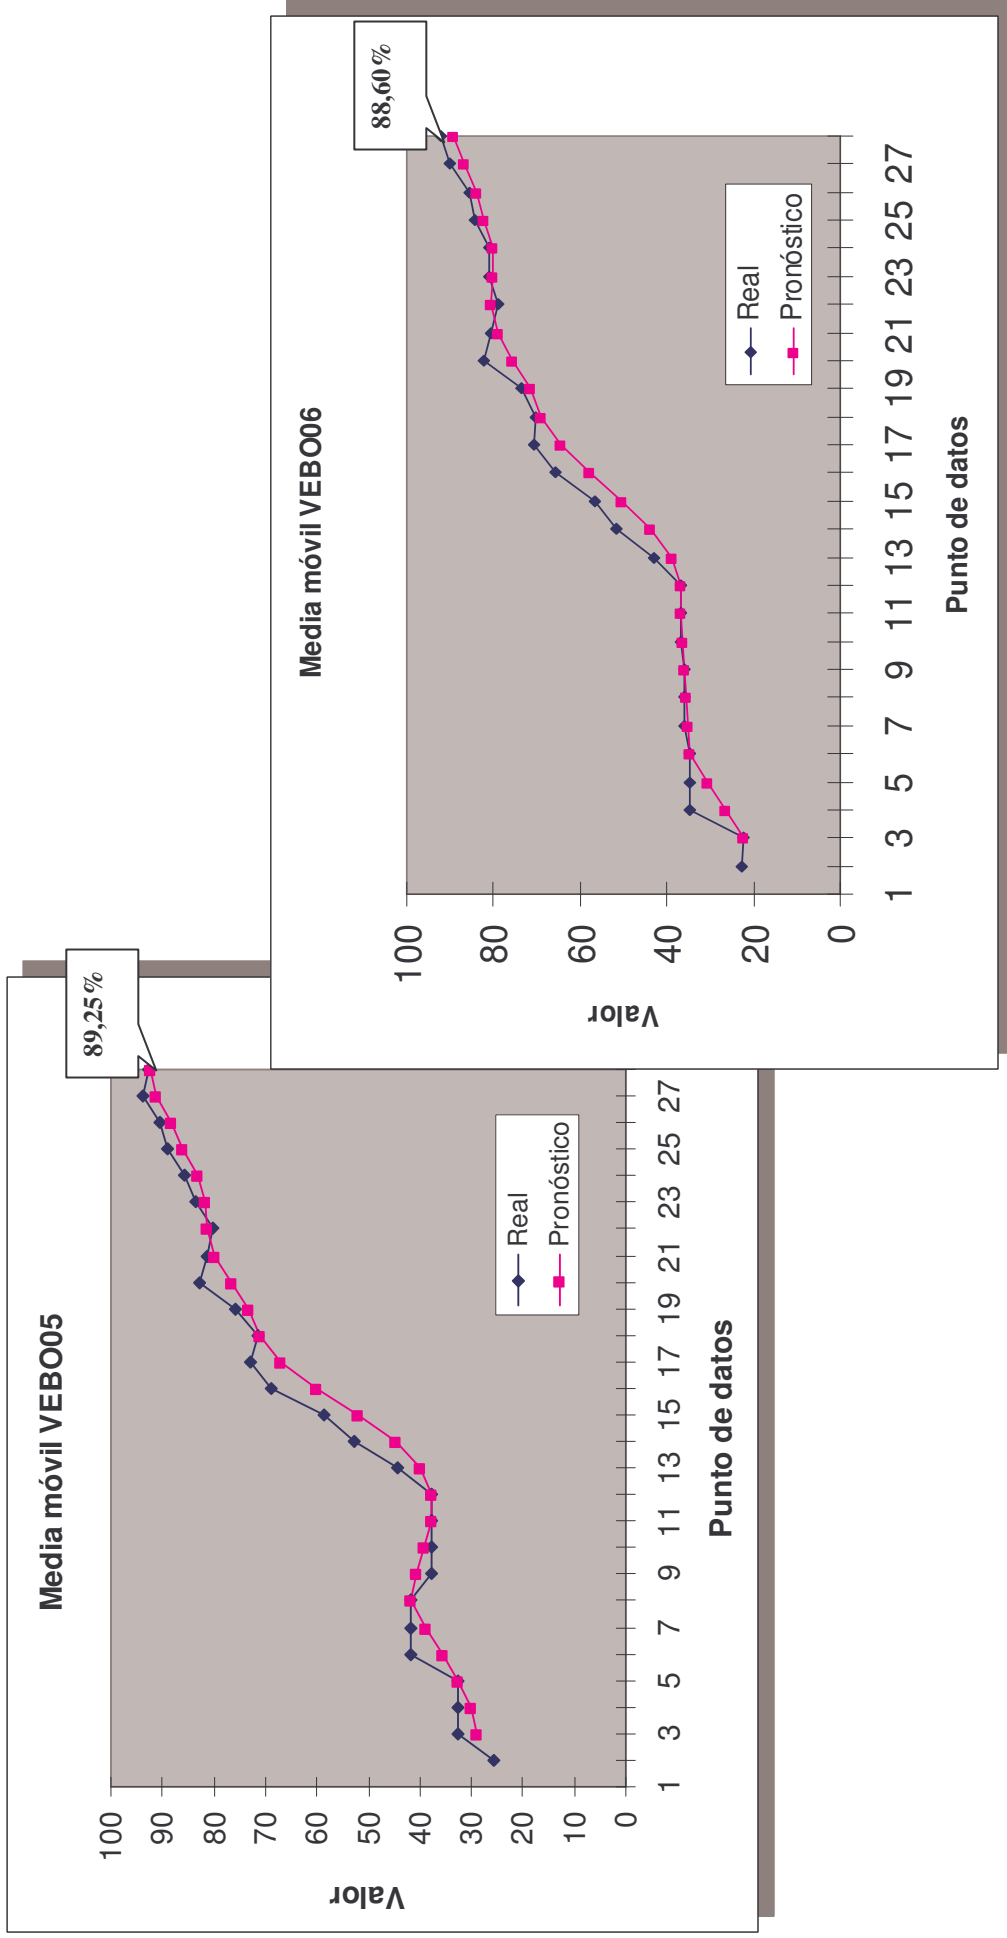 Media móvil VEBO05
89,25%
100
90
80
70
60
50
40
30
20
10
0
Valor
1 3 5 7 9 11 13 15 17 19 21 23 25 27
Punto de datos
Real
Pronóstico
Media móvil VEBO06
88,60%
100
80
60
40
20
0
Valor
1 3 5 7 9 11 13 15 17 19 21 23 25 27
Punto de datos
Real
Pronóstico